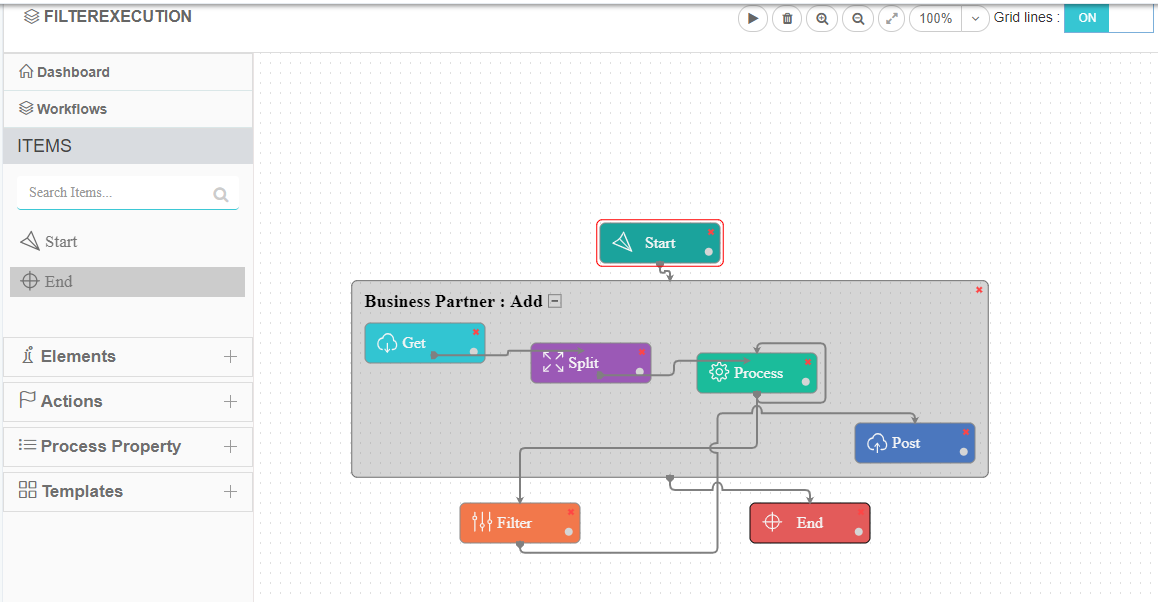 FILTEREXECUTION
100%
Grid lines :
ON
Dashboard
Workflows
ITEMS
Search Items...
Start
End
Elements
Actions
Process Property
Templates
Start
Business Partner : Add
Get
Split
Process
Post
Filter
End